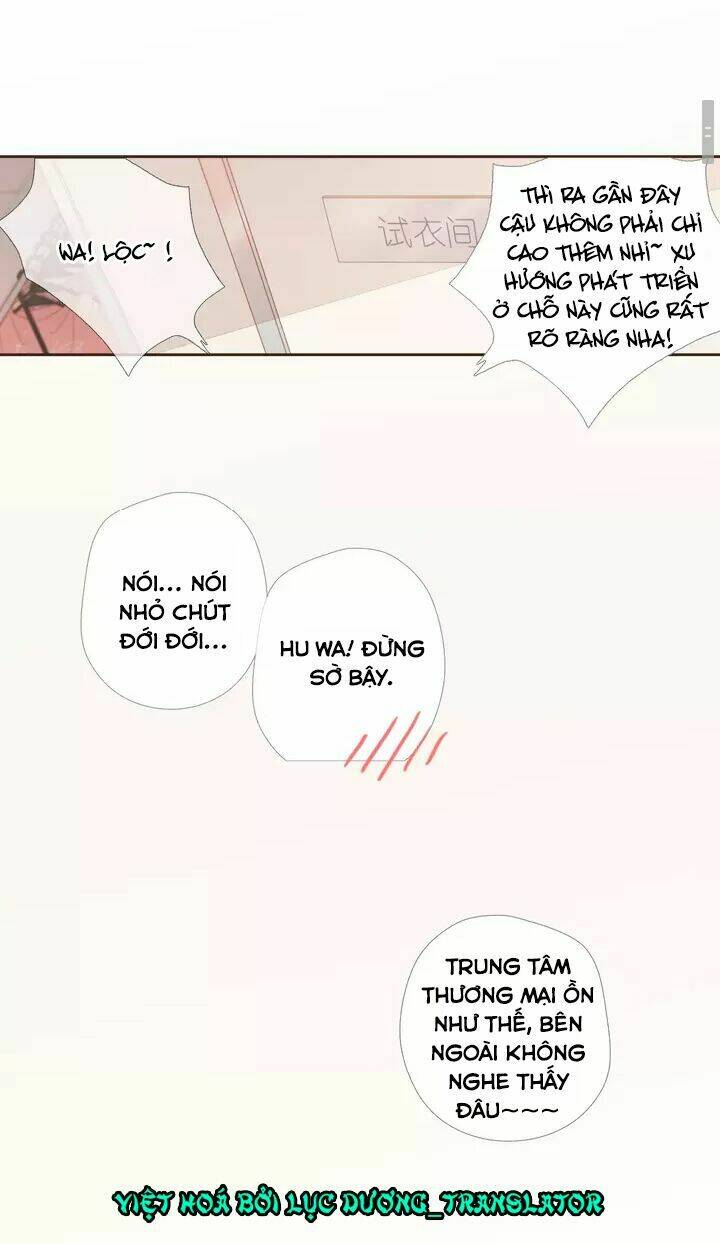 WA! LỘC~ !
试衣间
THÌ RA GẦN ĐÂY
CẬU KHÔNG PHẢI CHỈ
CAO THÊM NHỈ~ XU
HƯỚNG PHÁT TRIỂN
Ở CHỖ NÀY CŨNG RẤT
RÕ RÀNG NHA!
NÓI... NÓI
NHỎ CHÚT
ĐỚI ĐỚI...
HU WA! ĐỪNG
SỜ BẬY.
TRUNG TÂM
THƯƠNG MẠI ỒN
NHƯ THẾ, BÊN
NGOÀI KHÔNG
NGHE THẤY
ĐÂU~~~
VIỆT HOÁ BỞI LỤC DƯƠNG_TRANSLATOR